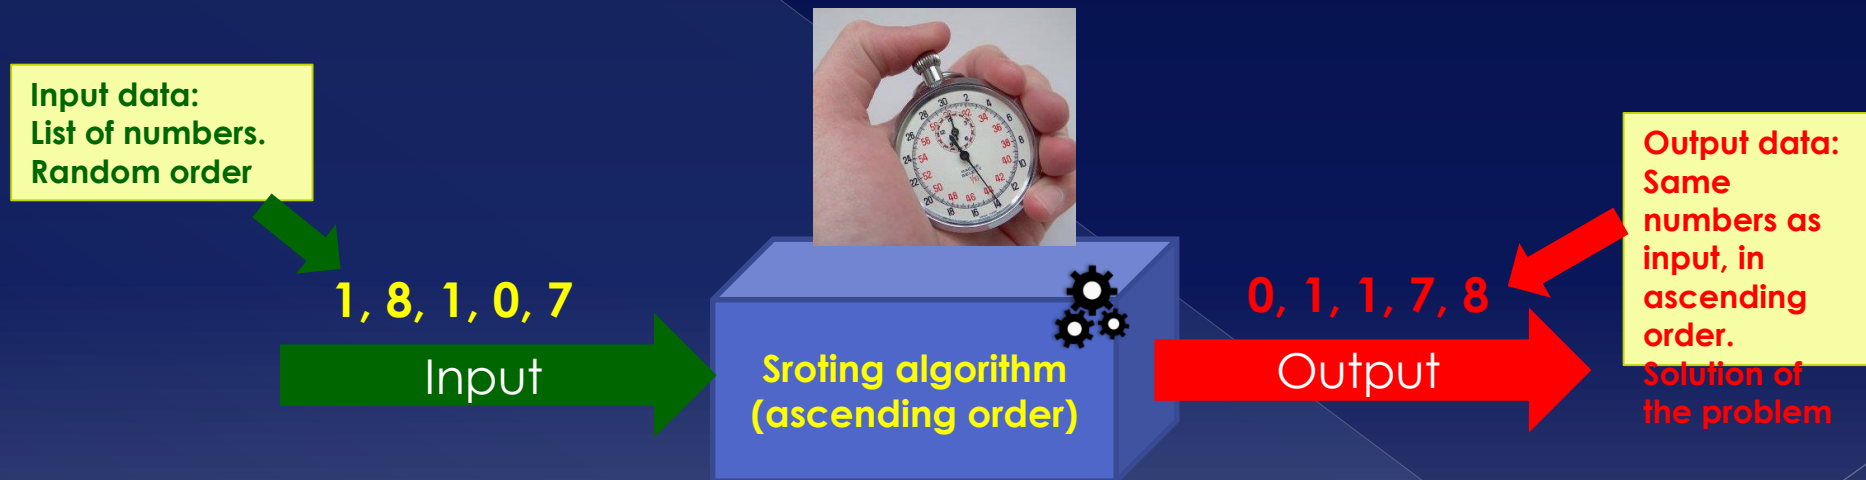 Input data:
List of numbers.
Random order
1, 8, 1, 0, 7
Input
Sroting algorithm
(ascending order)
0, 1, 1, 7, 8
Output
Output data:
Same
numbers as
input, in
ascending
order.
Solution of
the problem